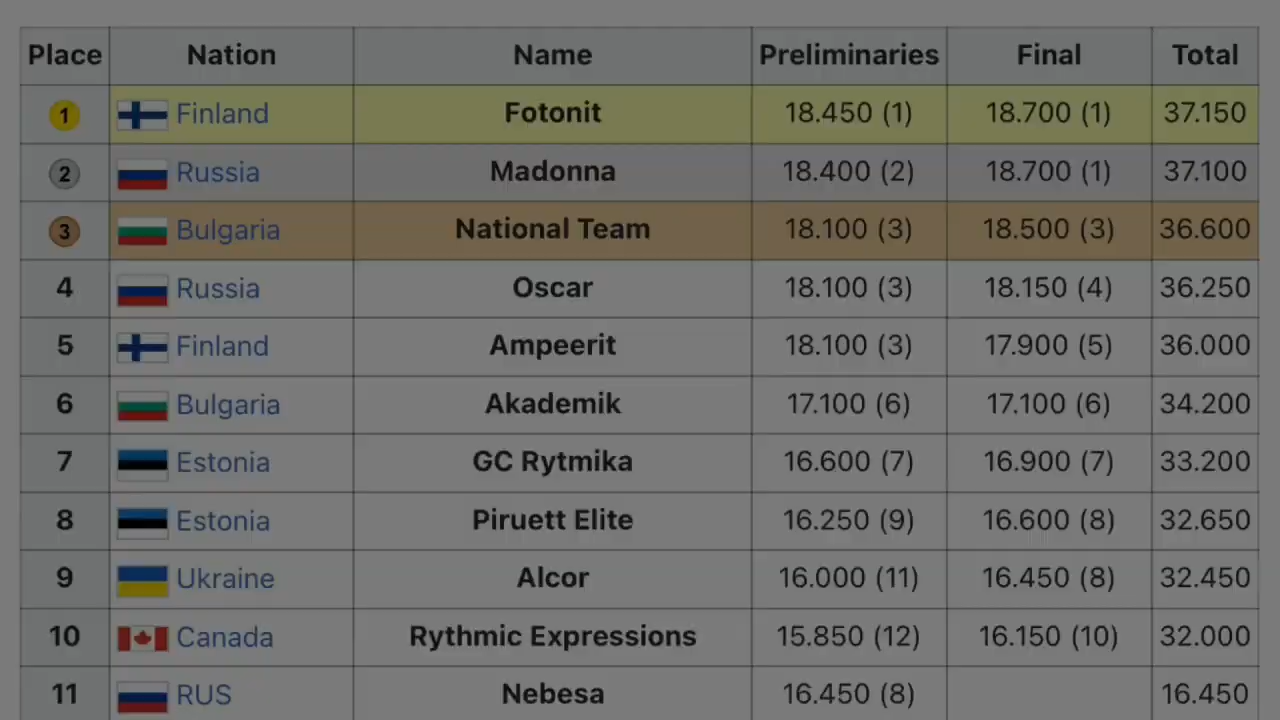 Place Nation Name Preliminaries Final Total
1 Finland Fotonit 18.450 (1) 18.700 (1) 37.150
2 Russia Madonna 18.400 (2) 18.700 (1) 37.100
3 Bulgaria National Team 18.100 (3) 18.500 (3) 36.600
4 Russia Oscar 18.100 (3) 18.150 (4) 36.250
5 Finland Ampeerit 18.100 (3) 17.900 (5) 36.000
6 Bulgaria Akademik 17.100 (6) 17.100 (6) 34.200
7 Estonia GC Rytmika 16.600 (7) 16.900 (7) 33.200
8 Estonia Piruett Elite 16.250 (9) 16.600 (8) 32.650
9 Ukraine Alcor 16.000 (11) 16.450 (8) 32.450
10 Canada Rythmic Expressions 15.850 (12) 16.150 (10) 32.000
11 RUS Nebesa 16.450 (8) 16.450